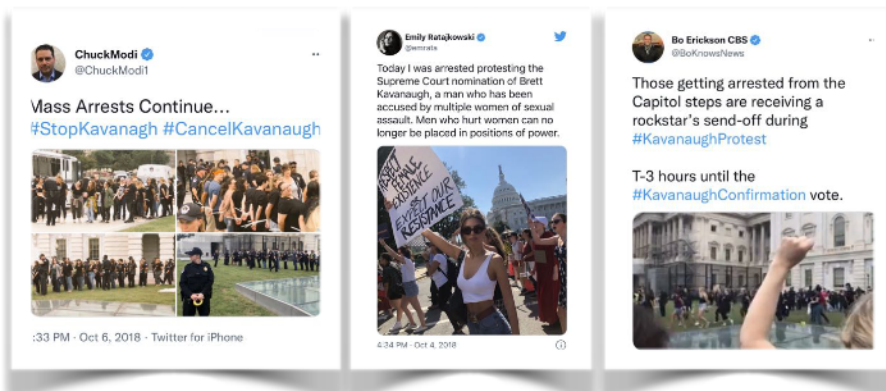 ChuckModi
@ChuckModi1
Mass Arrests Continue...
#StopKavanagh #CancelKavanaugh
:33 PM · Oct 6, 2018 · Twitter for iPhone
Emily Ratajkowski
@emrata
Today I was arrested protesting the
Supreme Court nomination of Brett
Kavanaugh, a man who has been
accused by multiple women of sexual
assault. Men who hurt women can no
longer be placed in positions of power.
RESPECT
FEMALE
EXISTENCE
OR
EXPECT OUR
RESISTANCE
4:34 PM · Oct 4, 2018
Bo Erickson CBS
@BoKnowsNews
Those getting arrested from the
Capitol steps are receiving a
rockstar's send-off during
#KavanaughProtest
T-3 hours until the
#KavanaughConfirmation vote.